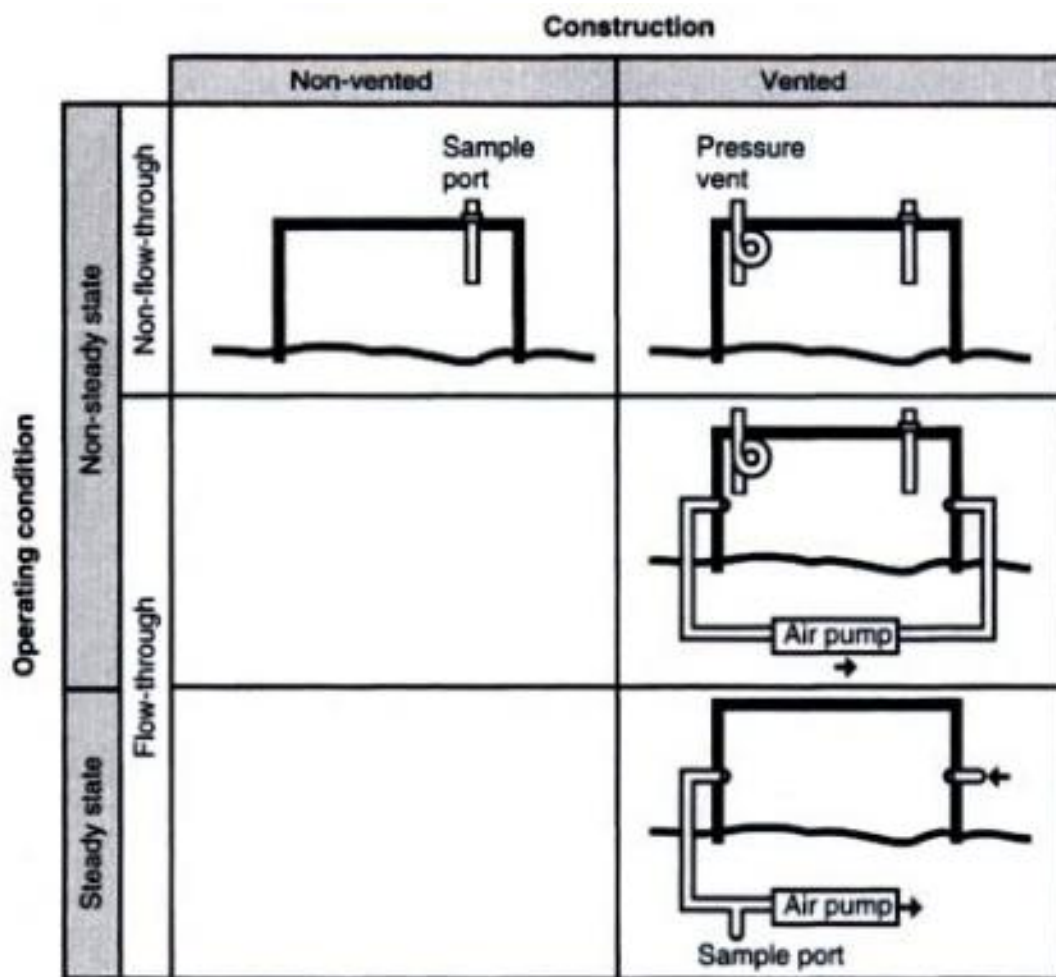 Construction
Non-vented
Vented
Operating condition
Non-steady state
Non-flow-through
Sample
port
Pressure
vent
Flow-through
Air pump
Steady state
Air pump
Sample port